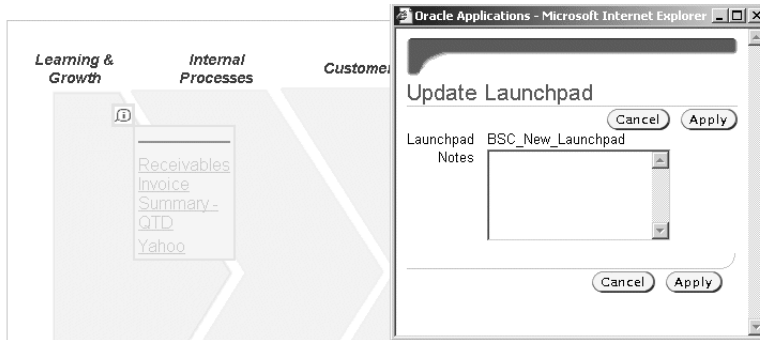 Learning &
Growth
Internal
Processes
Custome
Receivables
Invoice
Summary -
QTD
Yahoo
Oracle Applications - Microsoft Internet Explorer
Update Launchpad
Cancel
Apply
Launchpad BSC_New_Launchpad
Notes
Cancel
Apply